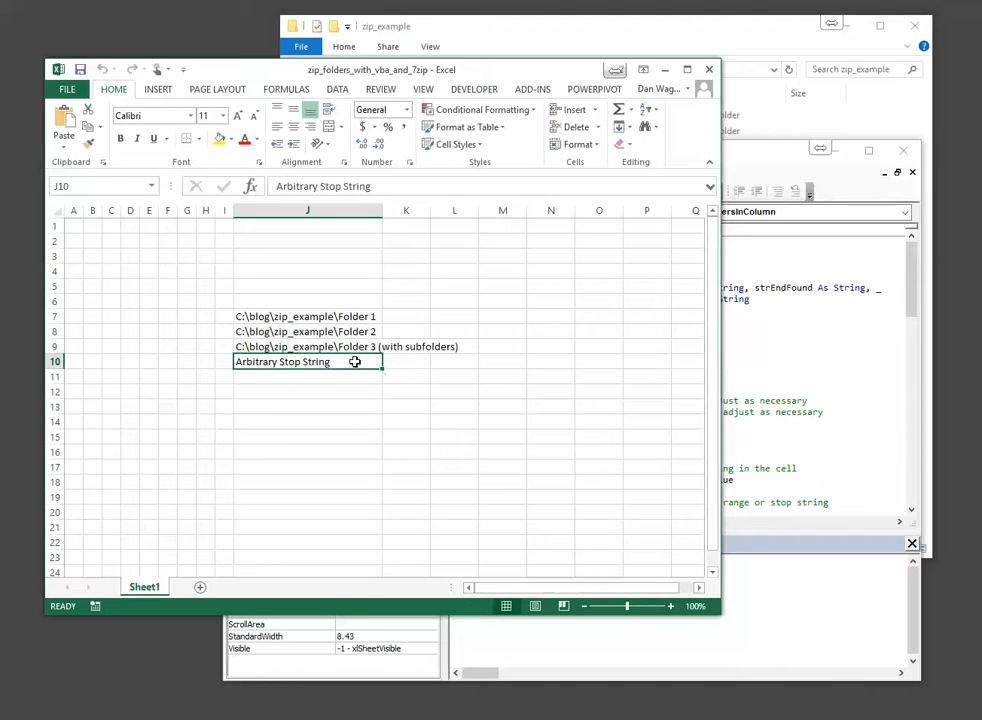 zip_example
File Home Share View
zip_folders_with_vba_and_7zip - Excel
Search zip_example
FILE HOME INSERT PAGE LAYOUT FORMULAS DATA REVIEW VIEW DEVELOPER ADD-INS POWERPIVOT Dan Wag...
Size
Calibri 11 General Conditional Formatting Insert
Paste B I U $ % , Format as Table Delete
Cell Styles Format
Clipboard Font Alignment Number Styles Cells Editing
J10 Arbitrary Stop String
A B C D E F G H I J K L M N O P Q
ersInColumn
1
2
3
4
5
6
7 C:\blog\zip_example\Folder 1
8 C:\blog\zip_example\Folder 2
9 C:\blog\zip_example\Folder 3 (with subfolders)
10 Arbitrary Stop String
11
12
13
14
15
16
17
18
19
20
21
22
23
24
older
der
ring, strEndFound As String, _
String
just as necessary
adjust as necessary
ing in the cell
ue
range or stop string
Sheet1
READY 100%
ScrollArea
StandardWidth 8.43
Visible -1 - xlSheetVisible